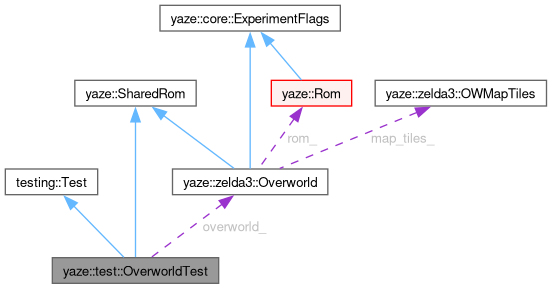 yaze::core::ExperimentFlags
yaze::SharedRom
yaze::Rom
yaze::zelda3::OWMapTiles
rom_
map_tiles_
testing::Test
yaze::zelda3::Overworld
overworld_
yaze::test::OverworldTest